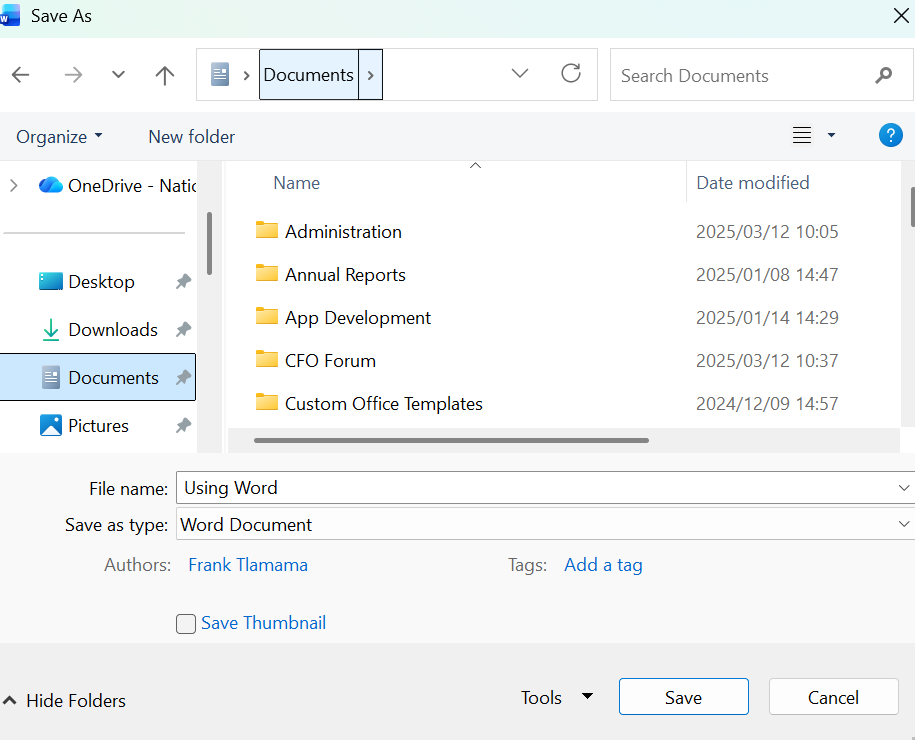 Save As
Documents
Search Documents
Organize
New folder
OneDrive - Natio
Name
Date modified
Administration 2025/03/12 10:05
Annual Reports 2025/01/08 14:47
App Development 2025/01/14 14:29
CFO Forum 2025/03/12 10:37
Custom Office Templates 2024/12/09 14:57
Desktop
Downloads
Documents
Pictures
File name: Using Word
Save as type: Word Document
Authors: Frank Tlamama Tags: Add a tag
Save Thumbnail
Hide Folders
Tools
Save
Cancel